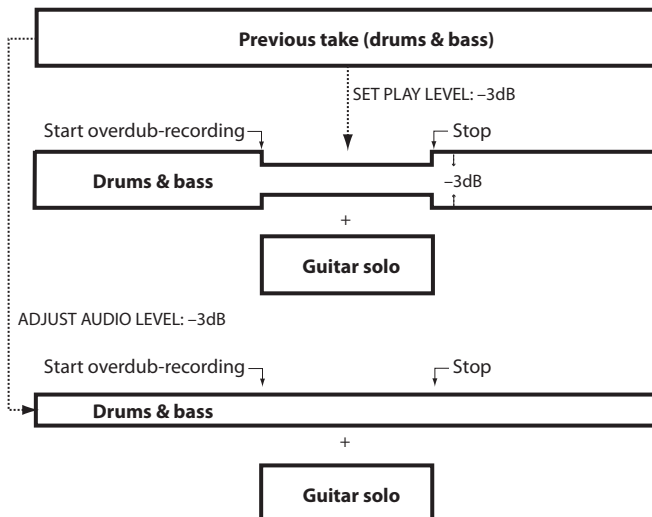 Previous take (drums & bass)
SET PLAY LEVEL: –3dB
Start overdub-recording
Stop
Drums & bass
–3dB
+
Guitar solo
ADJUST AUDIO LEVEL: –3dB
Start overdub-recording
Stop
Drums & bass
+
Guitar solo